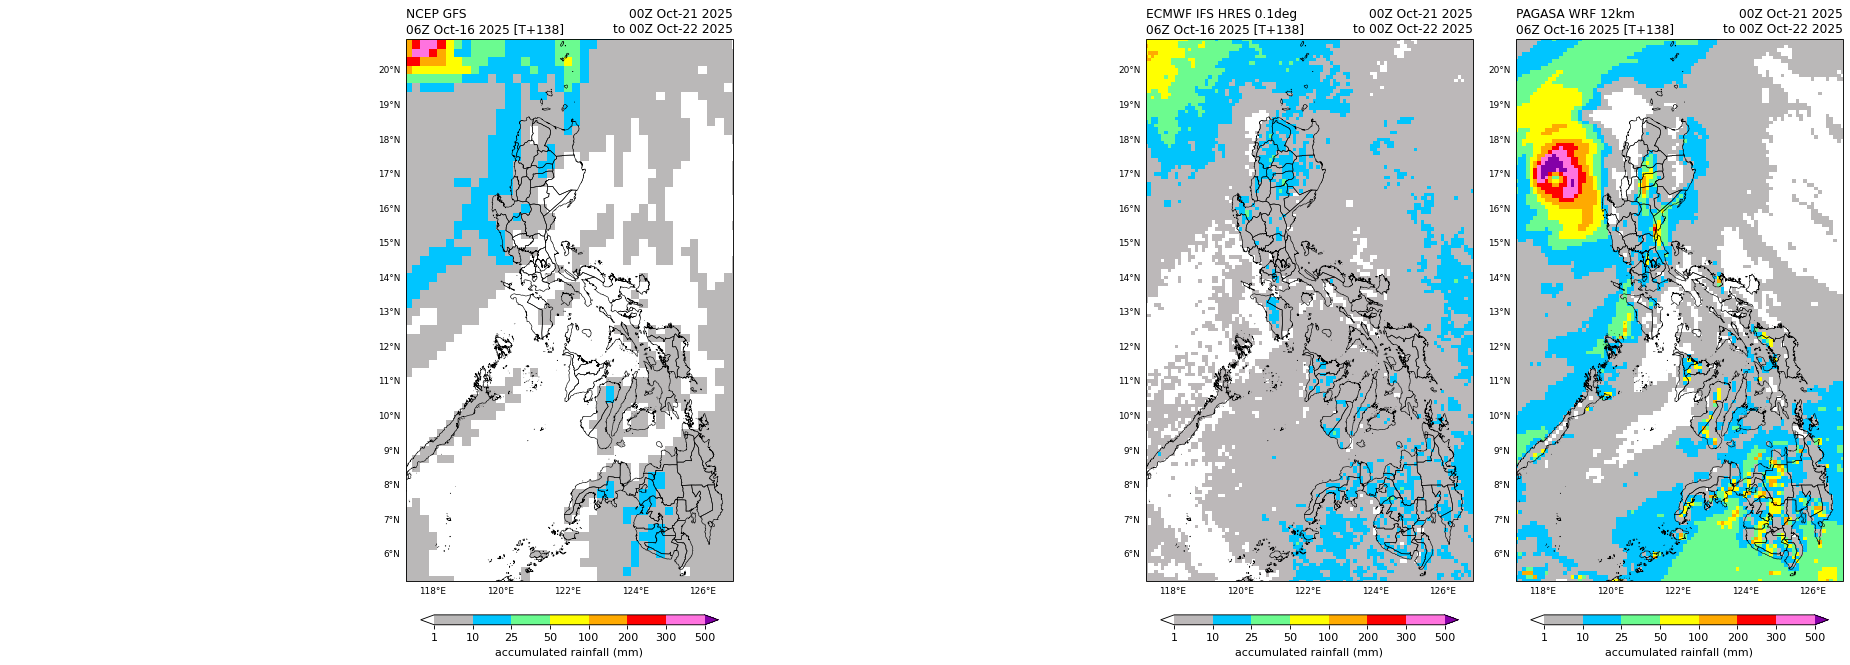 NCEP GFS 00Z Oct-21 2025
06Z Oct-16 2025 [T+138] to 00Z Oct-22 2025
20°N
19°N
18°N
17°N
16°N
15°N
14°N
13°N
12°N
11°N
10°N
9°N
8°N
7°N
6°N
118°E 120°E 122°E 124°E 126°E
1 10 25 50 100 200 300 500
accumulated rainfall (mm)
ECMWF IFS HRES 0.1deg 00Z Oct-21 2025
06Z Oct-16 2025 [T+138] to 00Z Oct-22 2025
20°N
19°N
18°N
17°N
16°N
15°N
14°N
13°N
12°N
11°N
10°N
9°N
8°N
7°N
6°N
118°E 120°E 122°E 124°E 126°E
1 10 25 50 100 200 300 500
accumulated rainfall (mm)
PAGASA WRF 12km 00Z Oct-21 2025
06Z Oct-16 2025 [T+138] to 00Z Oct-22 2025
20°N
19°N
18°N
17°N
16°N
15°N
14°N
13°N
12°N
11°N
10°N
9°N
8°N
7°N
6°N
118°E 120°E 122°E 124°E 126°E
1 10 25 50 100 200 300 500
accumulated rainfall (mm)